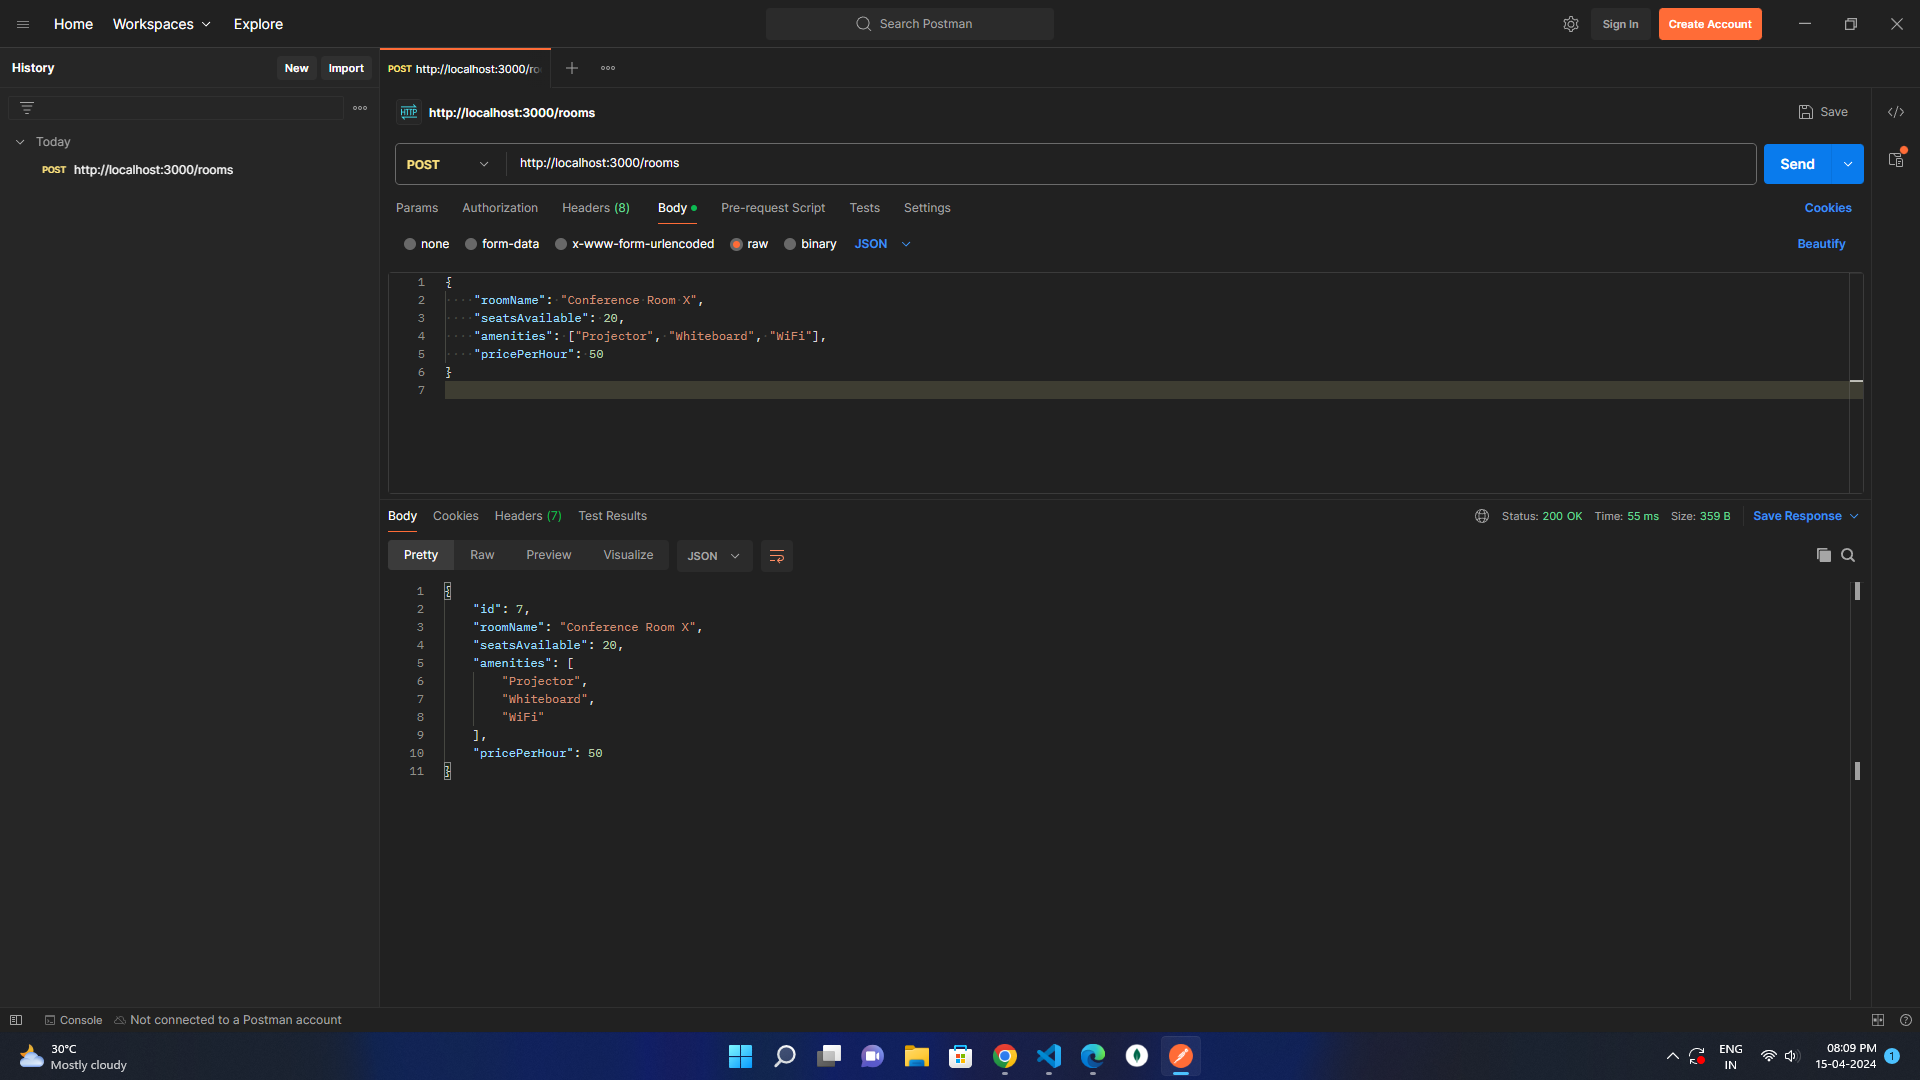 Home Workspaces Explore Search Postman Sign In Create Account
History New Import POST http://localhost:3000/ro
HTTP http://localhost:3000/rooms Save
Today
POST http://localhost:3000/rooms
POST http://localhost:3000/rooms Send
Params Authorization Headers (8) Body Pre-request Script Tests Settings Cookies
none form-data x-www-form-urlencoded raw binary JSON Beautify
1 {
2 "roomName": "Conference Room X",
3 "seatsAvailable": 20,
4 "amenities": ["Projector", "Whiteboard", "WiFi"],
5 "pricePerHour": 50
6 }
7
Body Cookies Headers (7) Test Results Status: 200 OK Time: 55 ms Size: 359 B Save Response
Pretty Raw Preview Visualize JSON
1 {
2 "id": 7,
3 "roomName": "Conference Room X",
4 "seatsAvailable": 20,
5 "amenities": [
6 "Projector",
7 "Whiteboard",
8 "WiFi"
9 ],
10 "pricePerHour": 50
11 }
Console Not connected to a Postman account
30°C
Mostly cloudy
ENG
IN
08:09 PM
15-04-2024
1